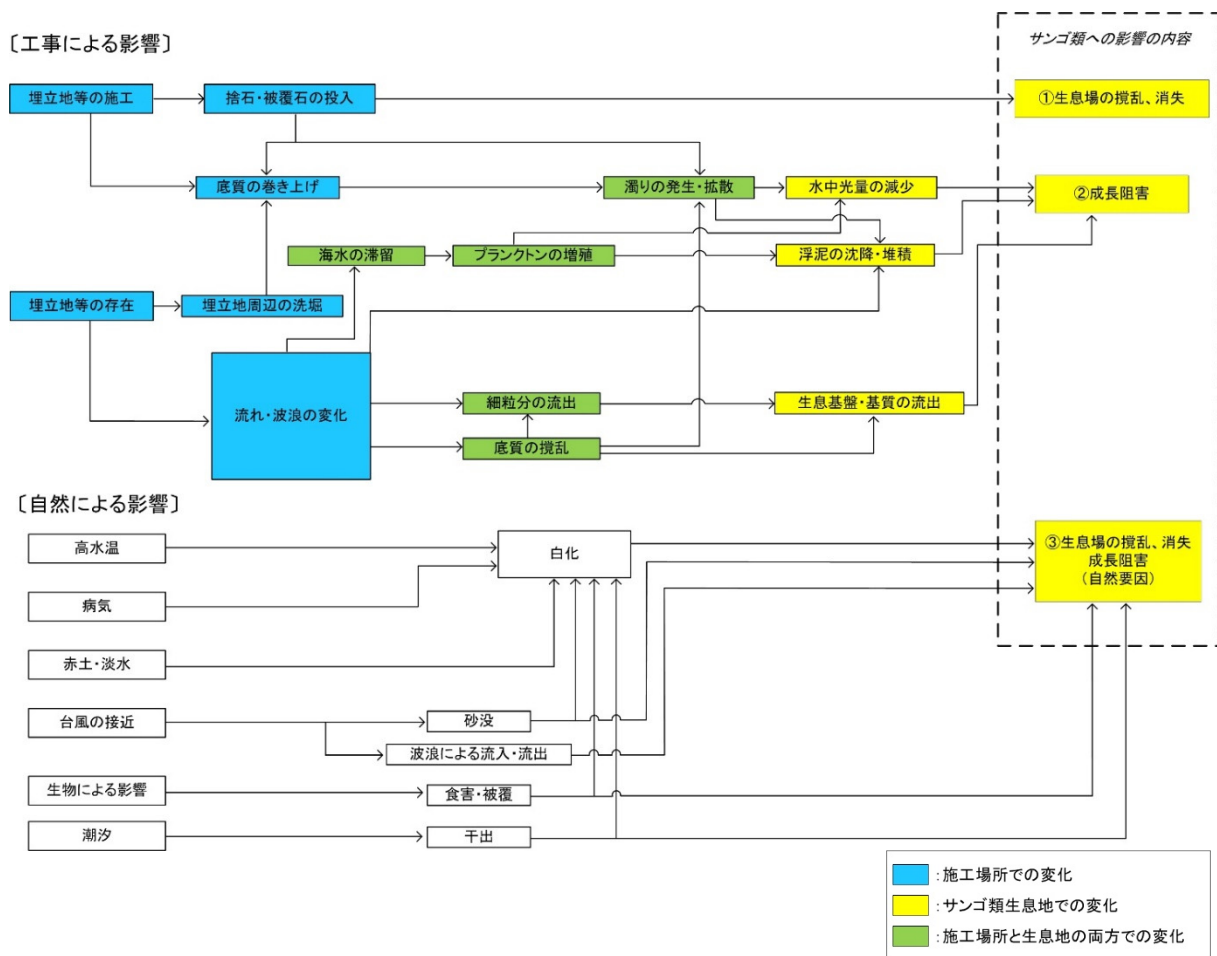 〔工事による影響〕
サンゴ類への影響の内容
埋立地等の施工
捨石・被覆石の投入
①生息場の撹乱、消失
底質の巻き上げ
濁りの発生・拡散
水中光量の減少
②成長阻害
海水の滞留
プランクトンの増殖
浮泥の沈降・堆積
埋立地等の存在
埋立地周辺の洗堀
流れ・波浪の変化
細粒分の流出
生息基盤・基質の流出
底質の撹乱
〔自然による影響〕
高水温
白化
③生息場の撹乱、消失
成長阻害
(自然要因)
病気
赤土・淡水
台風の接近
砂没
波浪による流入・流出
生物による影響
食害・被覆
潮汐
干出
:施工場所での変化
:サンゴ類生息地での変化
:施工場所と生息地の両方での変化